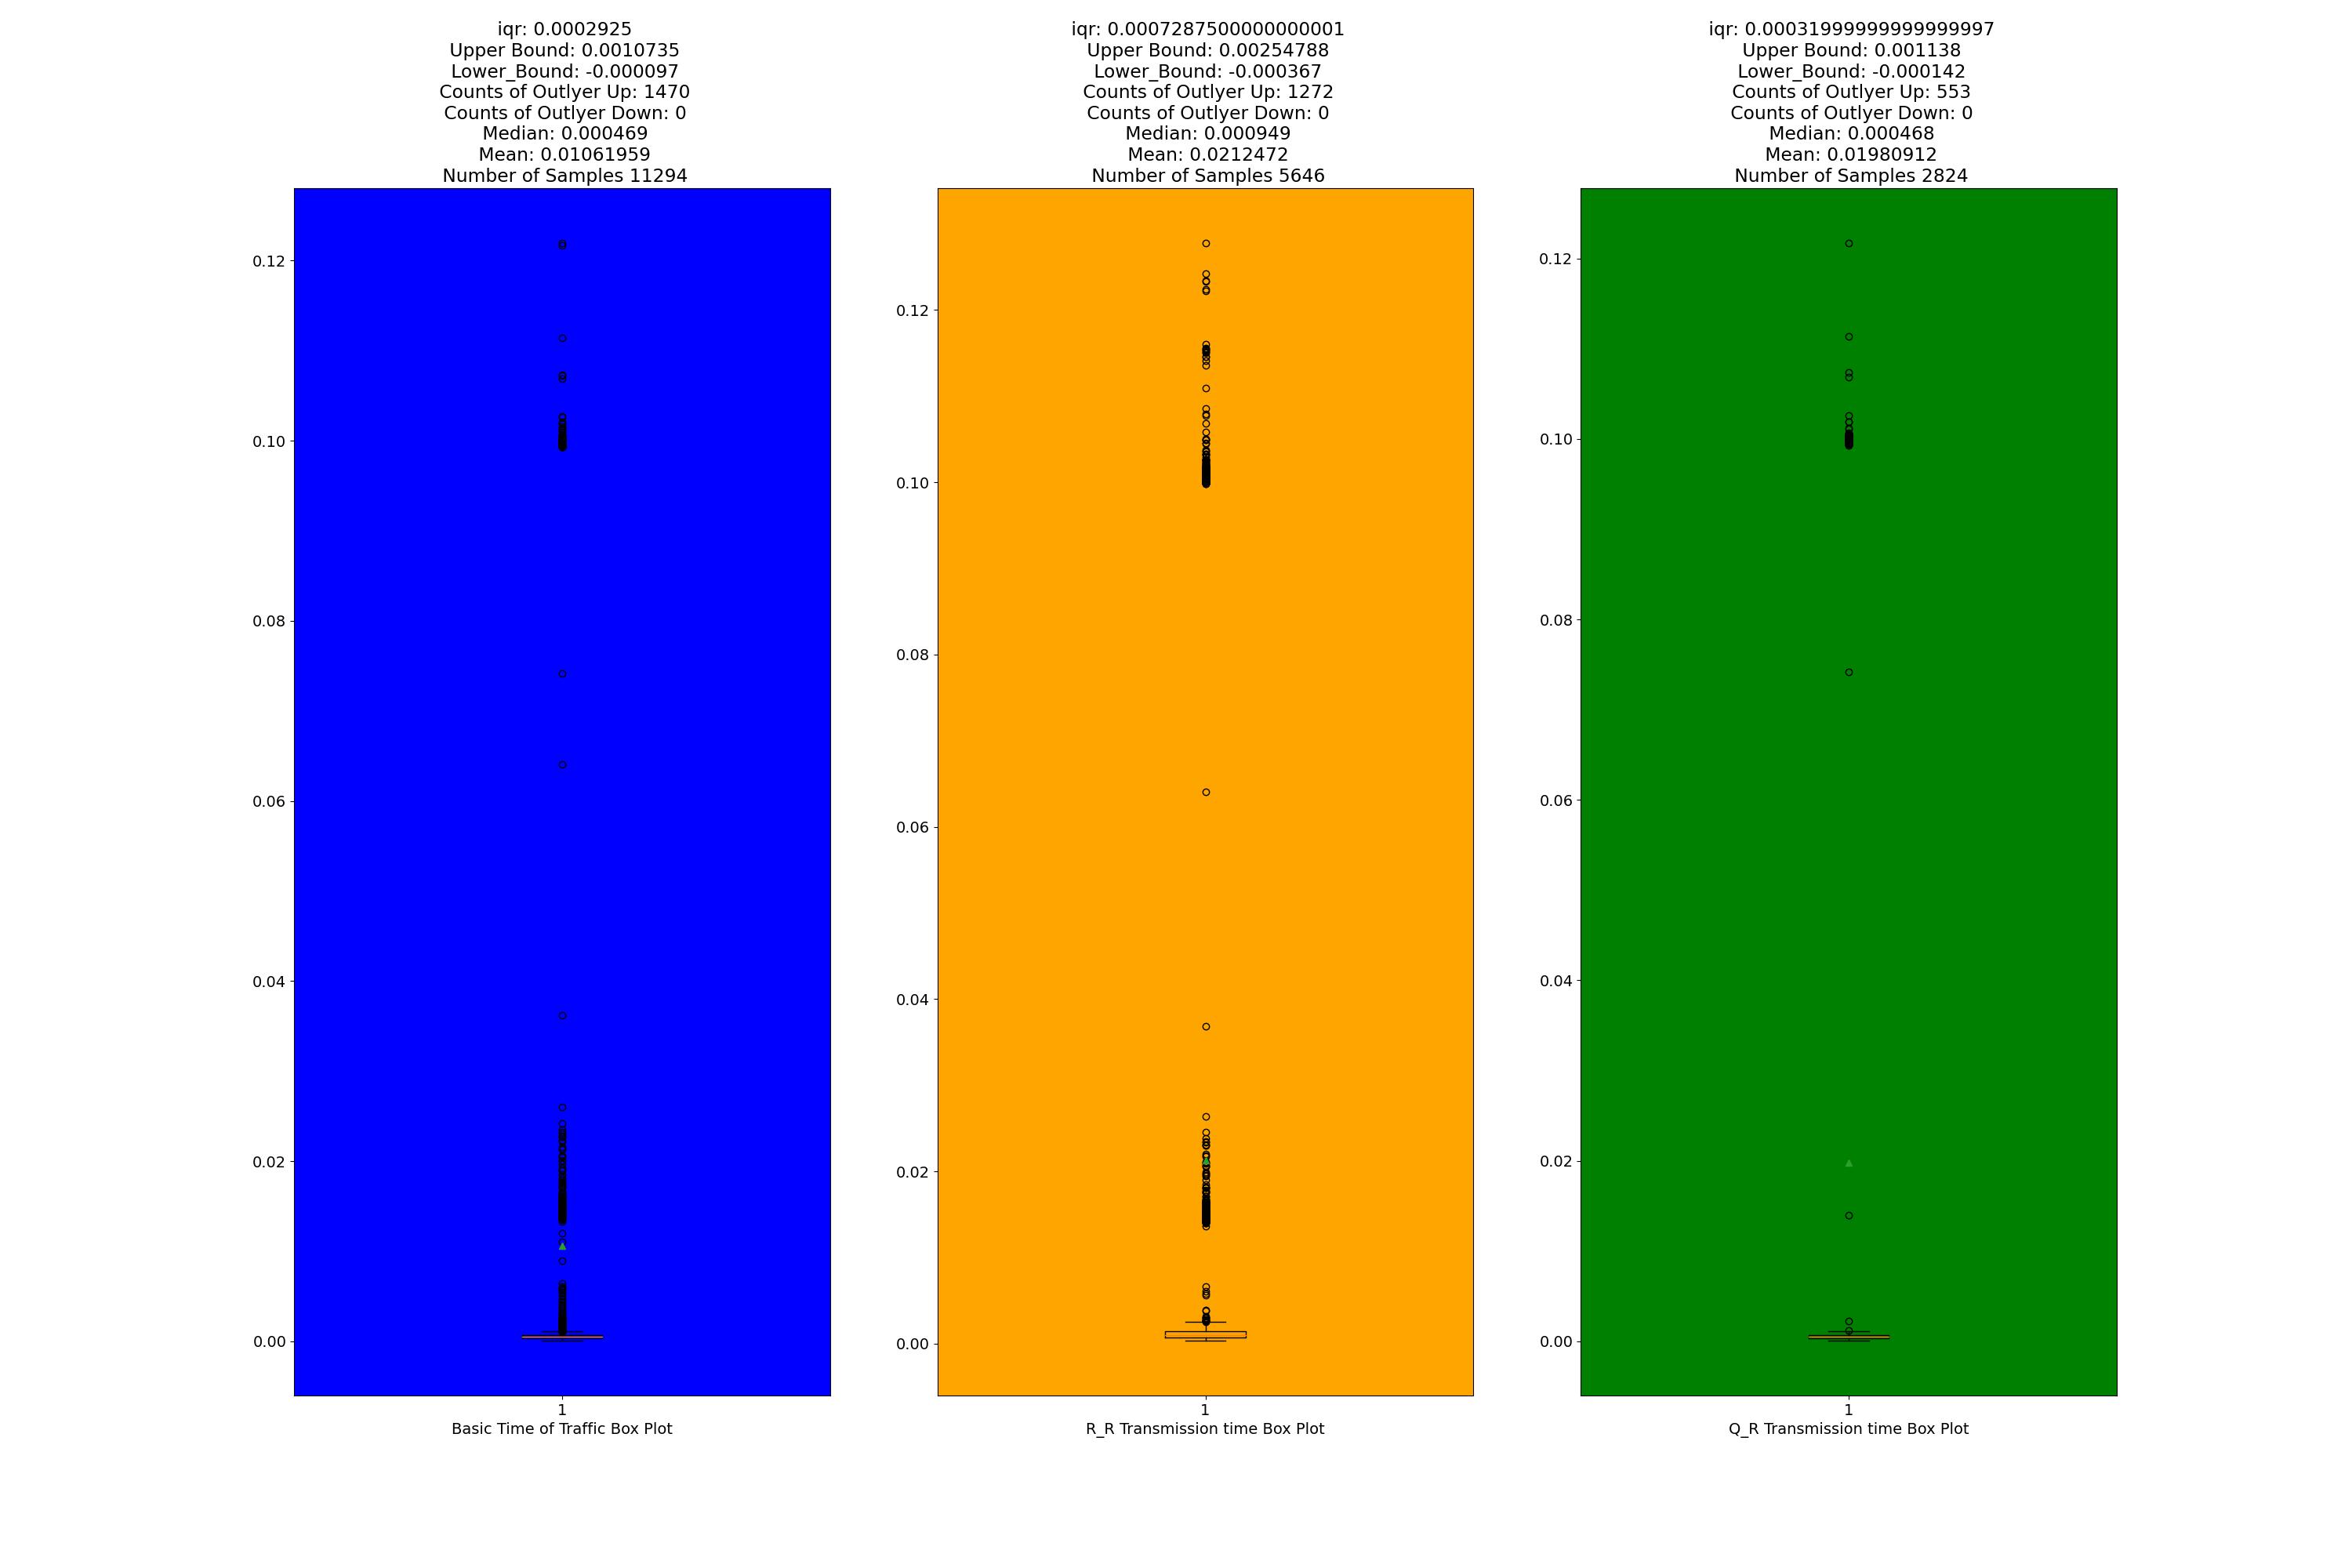 iqr: 0.0002925
Upper Bound: 0.0010735
Lower_Bound: -0.000097
Counts of Outlyer Up: 1470
Counts of Outlyer Down: 0
Median: 0.000469
Mean: 0.01061959
Number of Samples 11294
0.12
0.10
0.08
0.06
0.04
0.02
0.00
1
Basic Time of Traffic Box Plot
iqr: 0.0007287500000000001
Upper Bound: 0.00254788
Lower_Bound: -0.000367
Counts of Outlyer Up: 1272
Counts of Outlyer Down: 0
Median: 0.000949
Mean: 0.0212472
Number of Samples 5646
0.12
0.10
0.08
0.06
0.04
0.02
0.00
1
R_R Transmission time Box Plot
iqr: 0.00031999999999999997
Upper Bound: 0.001138
Lower_Bound: -0.000142
Counts of Outlyer Up: 553
Counts of Outlyer Down: 0
Median: 0.000468
Mean: 0.01980912
Number of Samples 2824
0.12
0.10
0.08
0.06
0.04
0.02
0.00
1
Q_R Transmission time Box Plot